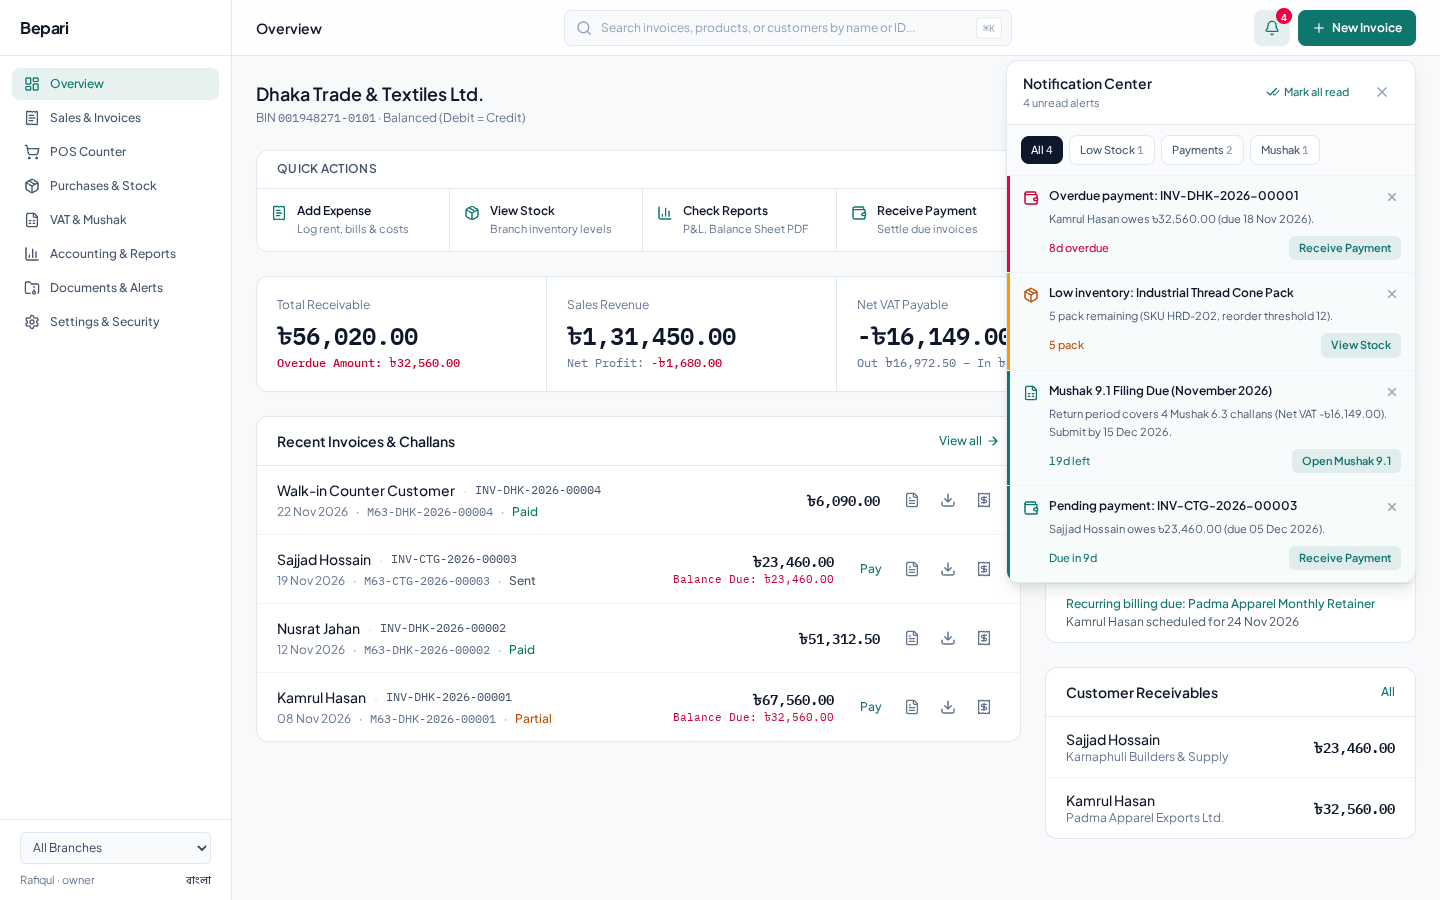 Bepari
Overview
Sales & Invoices
POS Counter
Purchases & Stock
VAT & Mushak
Accounting & Reports
Documents & Alerts
Settings & Security
All Branches
Rafiqul · owner
বাংলা
Overview
Search invoices, products, or customers by name or ID...
⌘K
4
New Invoice
Dhaka Trade & Textiles Ltd.
BIN 001948271-0101 · Balanced (Debit = Credit)
QUICK ACTIONS
Add Expense
Log rent, bills & costs
View Stock
Branch inventory levels
Check Reports
P&L, Balance Sheet PDF
Receive Payment
Settle due invoices
Total Receivable
৳56,020.00
Overdue Amount: ৳32,560.00
Sales Revenue
৳1,31,450.00
Net Profit: -৳1,680.00
Net VAT Payable
-৳16,149.00
Out ৳16,972.50 − In ৳
Recent Invoices & Challans
View all
Walk-in Counter Customer · INV-DHK-2026-00004
22 Nov 2026 · M63-DHK-2026-00004 · Paid
৳6,090.00
Sajjad Hossain · INV-CTG-2026-00003
19 Nov 2026 · M63-CTG-2026-00003 · Sent
৳23,460.00
Balance Due: ৳23,460.00
Pay
Nusrat Jahan · INV-DHK-2026-00002
12 Nov 2026 · M63-DHK-2026-00002 · Paid
৳51,312.50
Kamrul Hasan · INV-DHK-2026-00001
08 Nov 2026 · M63-DHK-2026-00001 · Partial
৳67,560.00
Balance Due: ৳32,560.00
Pay
Notification Center
4 unread alerts
Mark all read
All 4
Low Stock 1
Payments 2
Mushak 1
Overdue payment: INV-DHK-2026-00001
Kamrul Hasan owes ৳32,560.00 (due 18 Nov 2026).
8d overdue
Receive Payment
Low inventory: Industrial Thread Cone Pack
5 pack remaining (SKU HRD-202, reorder threshold 12).
5 pack
View Stock
Mushak 9.1 Filing Due (November 2026)
Return period covers 4 Mushak 6.3 challans (Net VAT -৳16,149.00).
Submit by 15 Dec 2026.
19d left
Open Mushak 9.1
Pending payment: INV-CTG-2026-00003
Sajjad Hossain owes ৳23,460.00 (due 05 Dec 2026).
Due in 9d
Receive Payment
Recurring billing due: Padma Apparel Monthly Retainer
Kamrul Hasan scheduled for 24 Nov 2026
Customer Receivables
All
Sajjad Hossain
Karnaphuli Builders & Supply
৳23,460.00
Kamrul Hasan
Padma Apparel Exports Ltd.
৳32,560.00